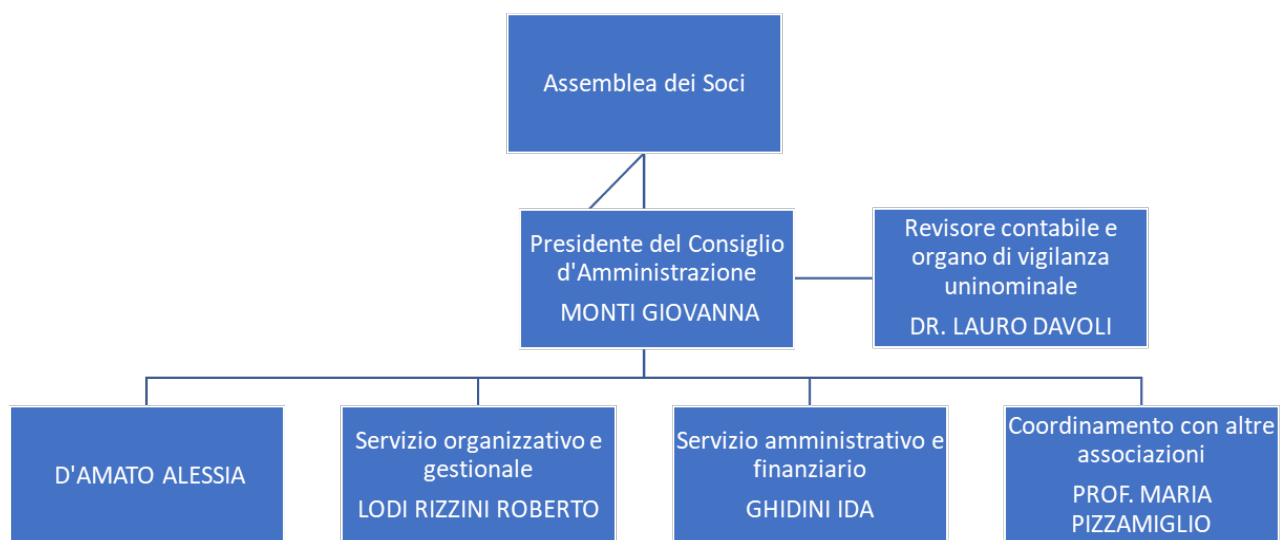 Assemblea dei Soci
Presidente del Consiglio
d'Amministrazione
MONTI GIOVANNA
Revisore contabile e
organo di vigilanza
uninominale
DR. LAURO DAVOLI
D'AMATO ALESSIA
Servizio organizzativo e
gestionale
LODI RIZZINI ROBERTO
Servizio amministrativo e
finanziario
GHIDINI IDA
Coordinamento con altre
associazioni
PROF. MARIA
PIZZAMIGLIO